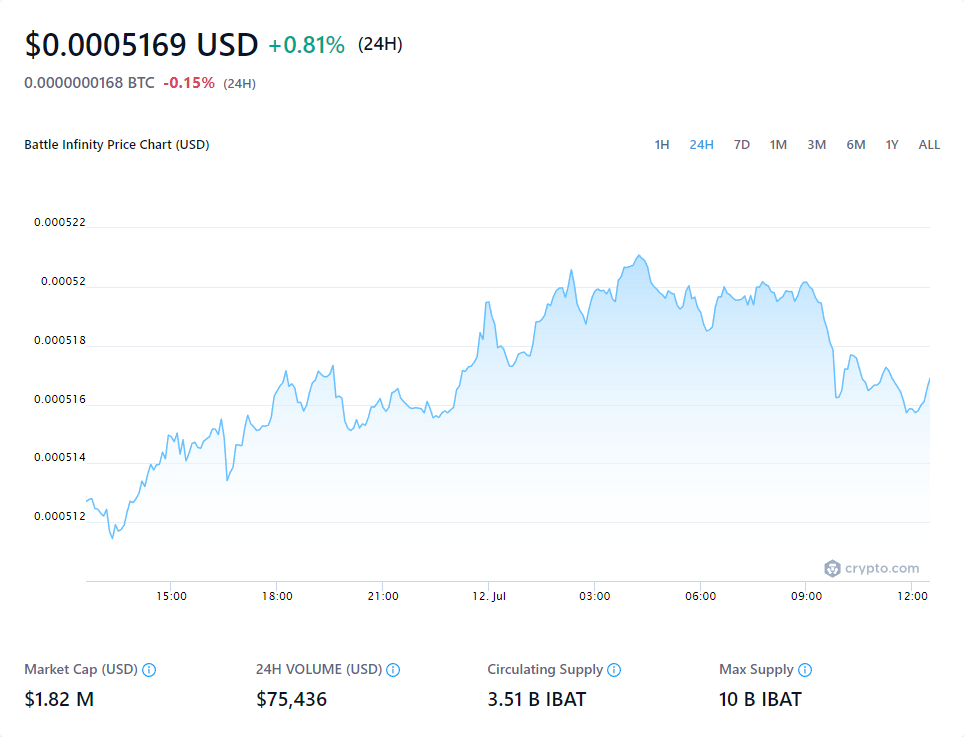 $0.0005169 USD +0.81% (24H)
0.0000000168 BTC -0.15% (24H)
Battle Infinity Price Chart (USD) 1H 24H 7D 1M 3M 6M 1Y ALL
0.000522
0.00052
0.000518
0.000516
0.000514
0.000512
crypto.com
15:00 18:00 21:00 12. Jul 03:00 06:00 09:00 12:00
Market Cap (USD) 24H VOLUME (USD) Circulating Supply Max Supply
$1.82 M $75,436 3.51 B IBAT 10 B IBAT